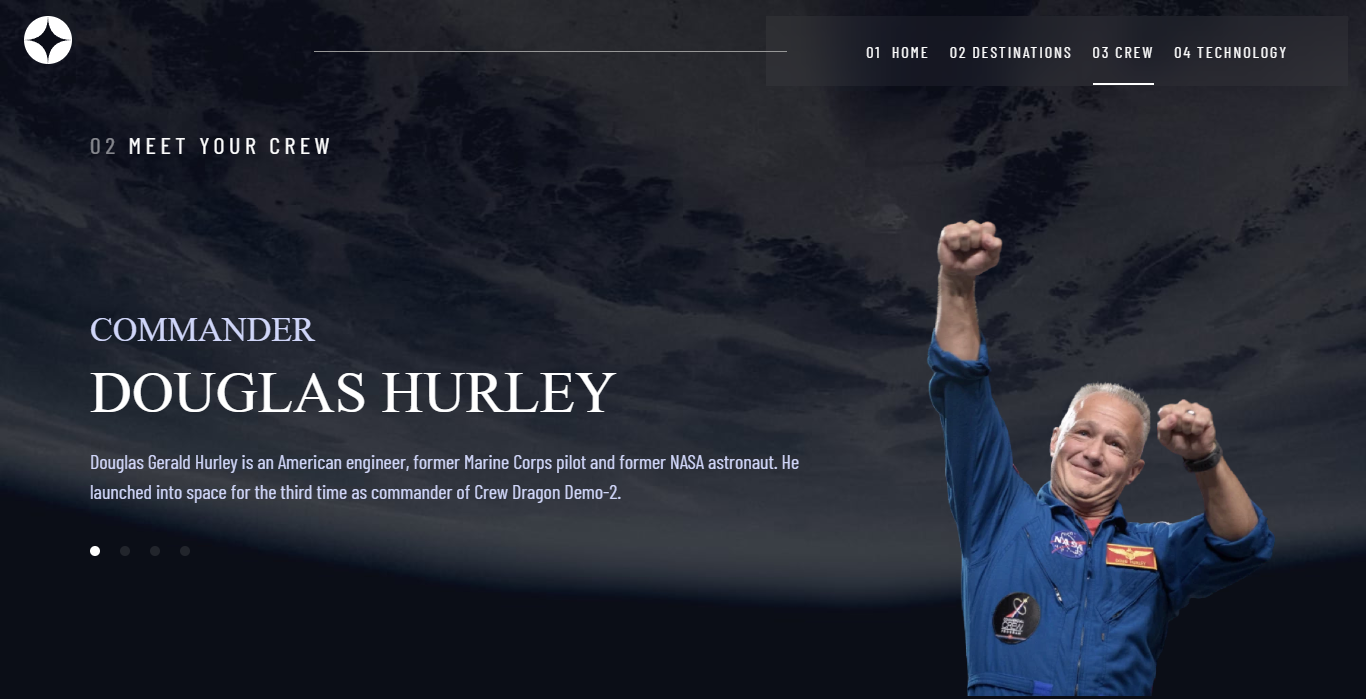 01 HOME 02 DESTINATIONS 03 CREW 04 TECHNOLOGY
02 MEET YOUR CREW
COMMANDER
DOUGLAS HURLEY
Douglas Gerald Hurley is an American engineer, former Marine Corps pilot and former NASA astronaut. He
launched into space for the third time as commander of Crew Dragon Demo-2.
NASA
CREW